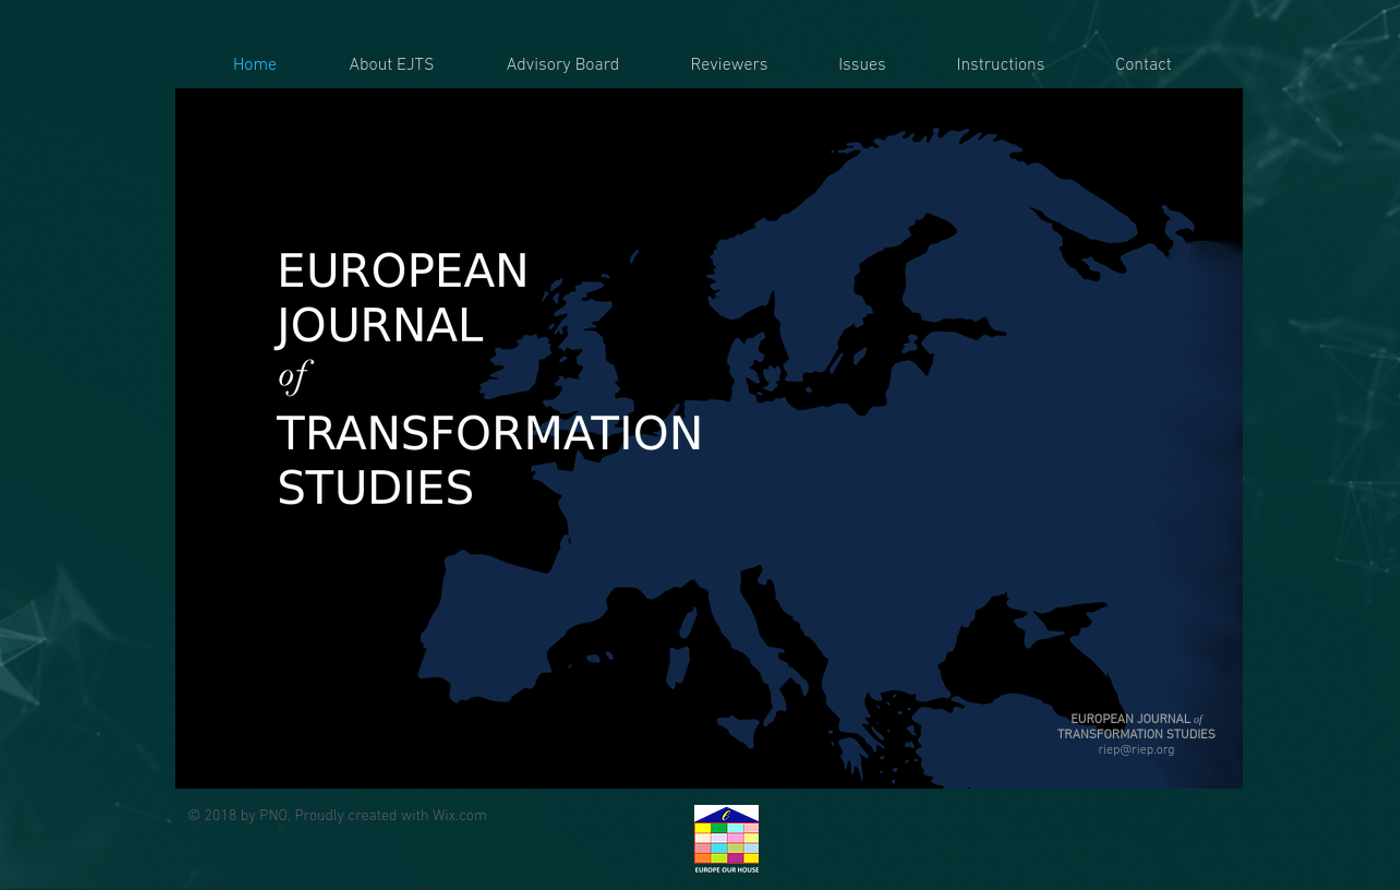 Home About EJTS Advisory Board Reviewers Issues Instructions Contact
EUROPEAN
JOURNAL
of
TRANSFORMATION
STUDIES
EUROPEAN JOURNAL of
TRANSFORMATION STUDIES
riep@riep.org
© 2018 by PNO. Proudly created with Wix.com
e
EUROPE OUR HOUSE